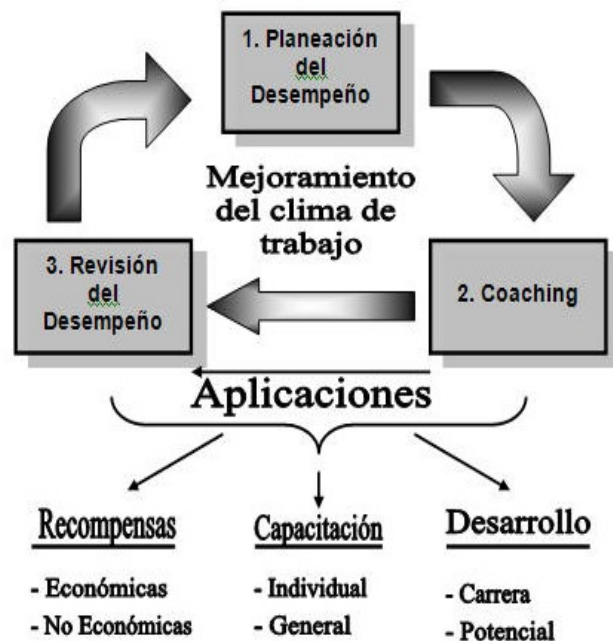 1. Planeación
del
Desempeño
Mejoramiento
del clima de
trabajo
3. Revisión
del
Desempeño
2. Coaching
Aplicaciones
Recompensas
- Económicas
- No Económicas
Capacitación
- Individual
- General
Desarrollo
- Carrera
- Potencial